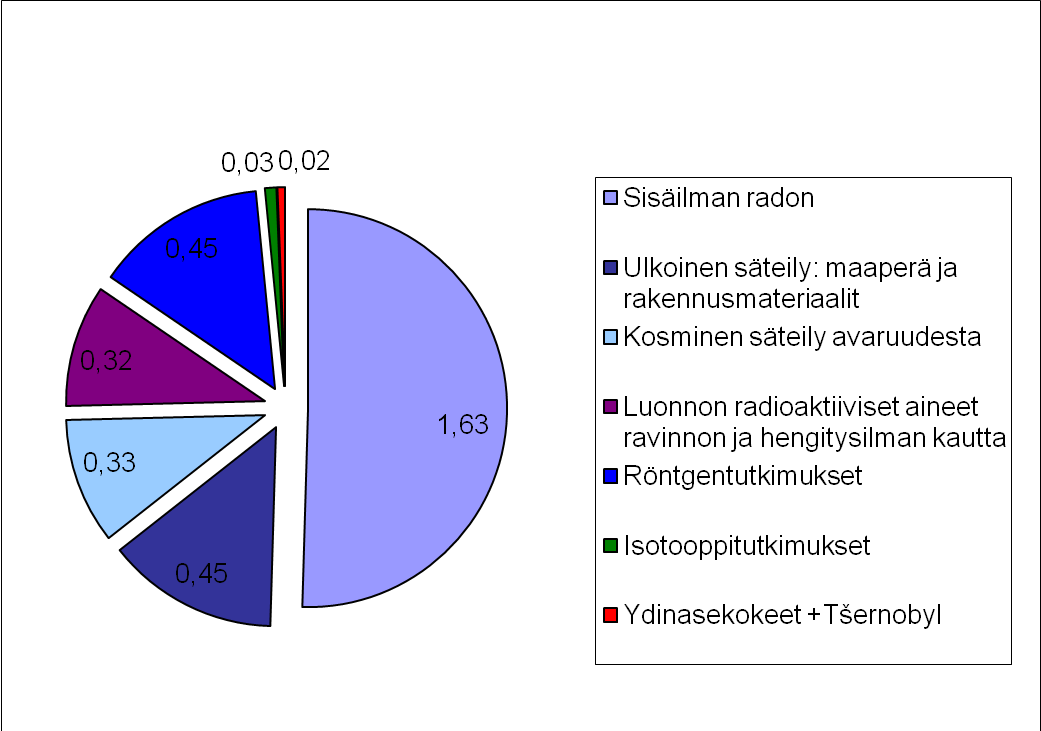 0,03
0,02
0,45
0,32
0,33
0,45
1,63
Sisäilman radon
Ulkoinen säteily: maaperä ja
rakennusmateriaalit
Kosminen säteily avaruudesta
Luonnon radioaktiiviset aineet
ravinnon ja hengitysilman kautta
Röntgentutkimukset
Isotooppitutkimukset
Ydinasekokeet +Tšernobyl